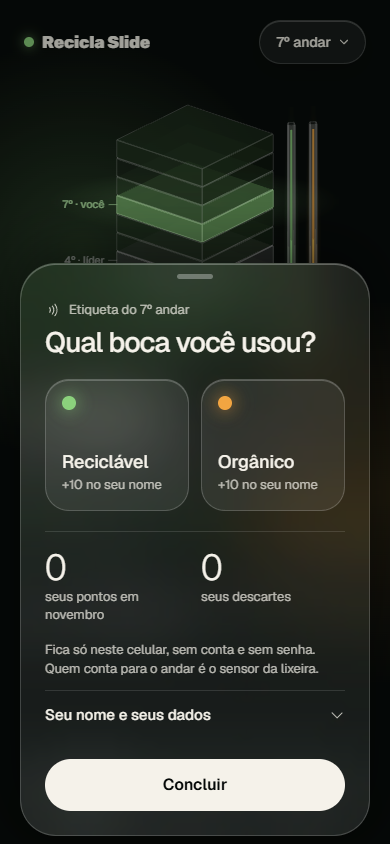 Recicla Slide
7º andar
7º · você
4º · líder
Etiqueta do 7º andar
Qual boca você usou?
Reciclável
+10 no seu nome
Orgânico
+10 no seu nome
0
seus pontos em
novembro
0
seus descartes
Fica só neste celular, sem conta e sem senha.
Quem conta para o andar é o sensor da lixeira.
Seu nome e seus dados
Concluir